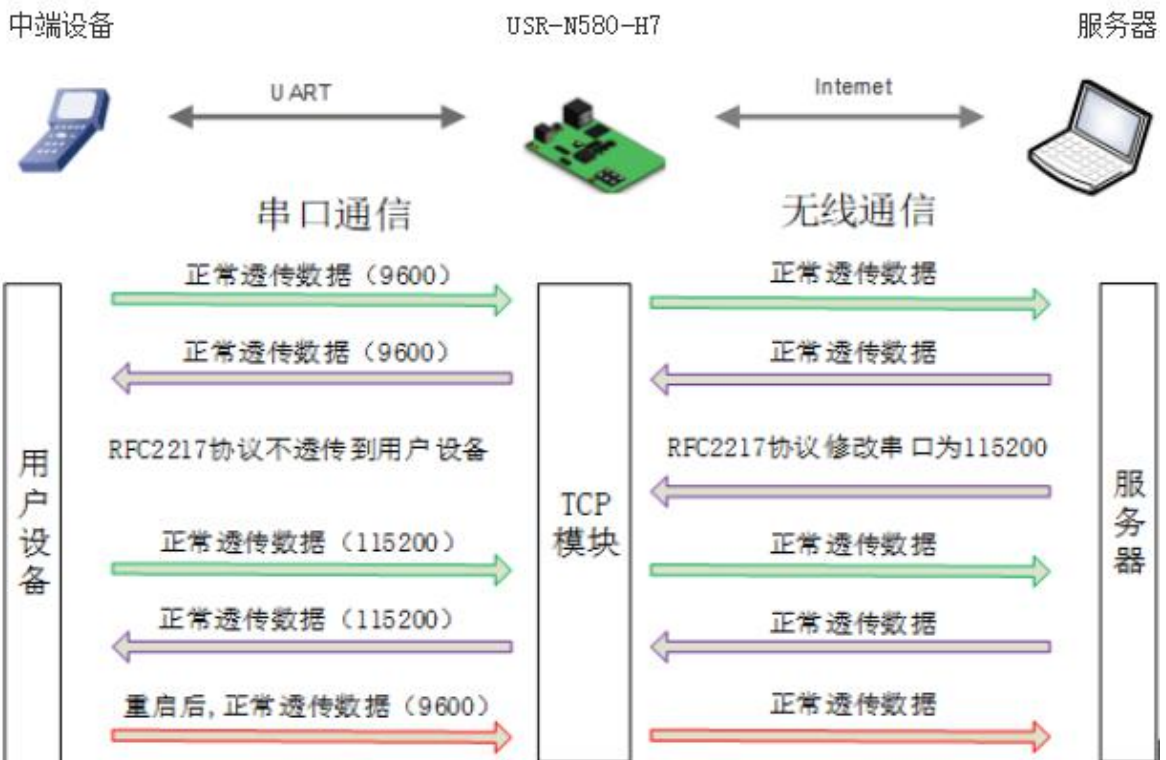 中端设备
USR-N580-H7
服务器
UART
Internet
串口通信
无线通信
正常透传数据（9600）
正常透传数据
正常透传数据（9600）
正常透传数据
RFC2217协议不透传到用户设备
RFC2217协议修改串口为115200
用户设备
TCP
模块
服务器
正常透传数据（115200）
正常透传数据
正常透传数据（115200）
正常透传数据
重启后,正常透传数据（9600）
正常透传数据